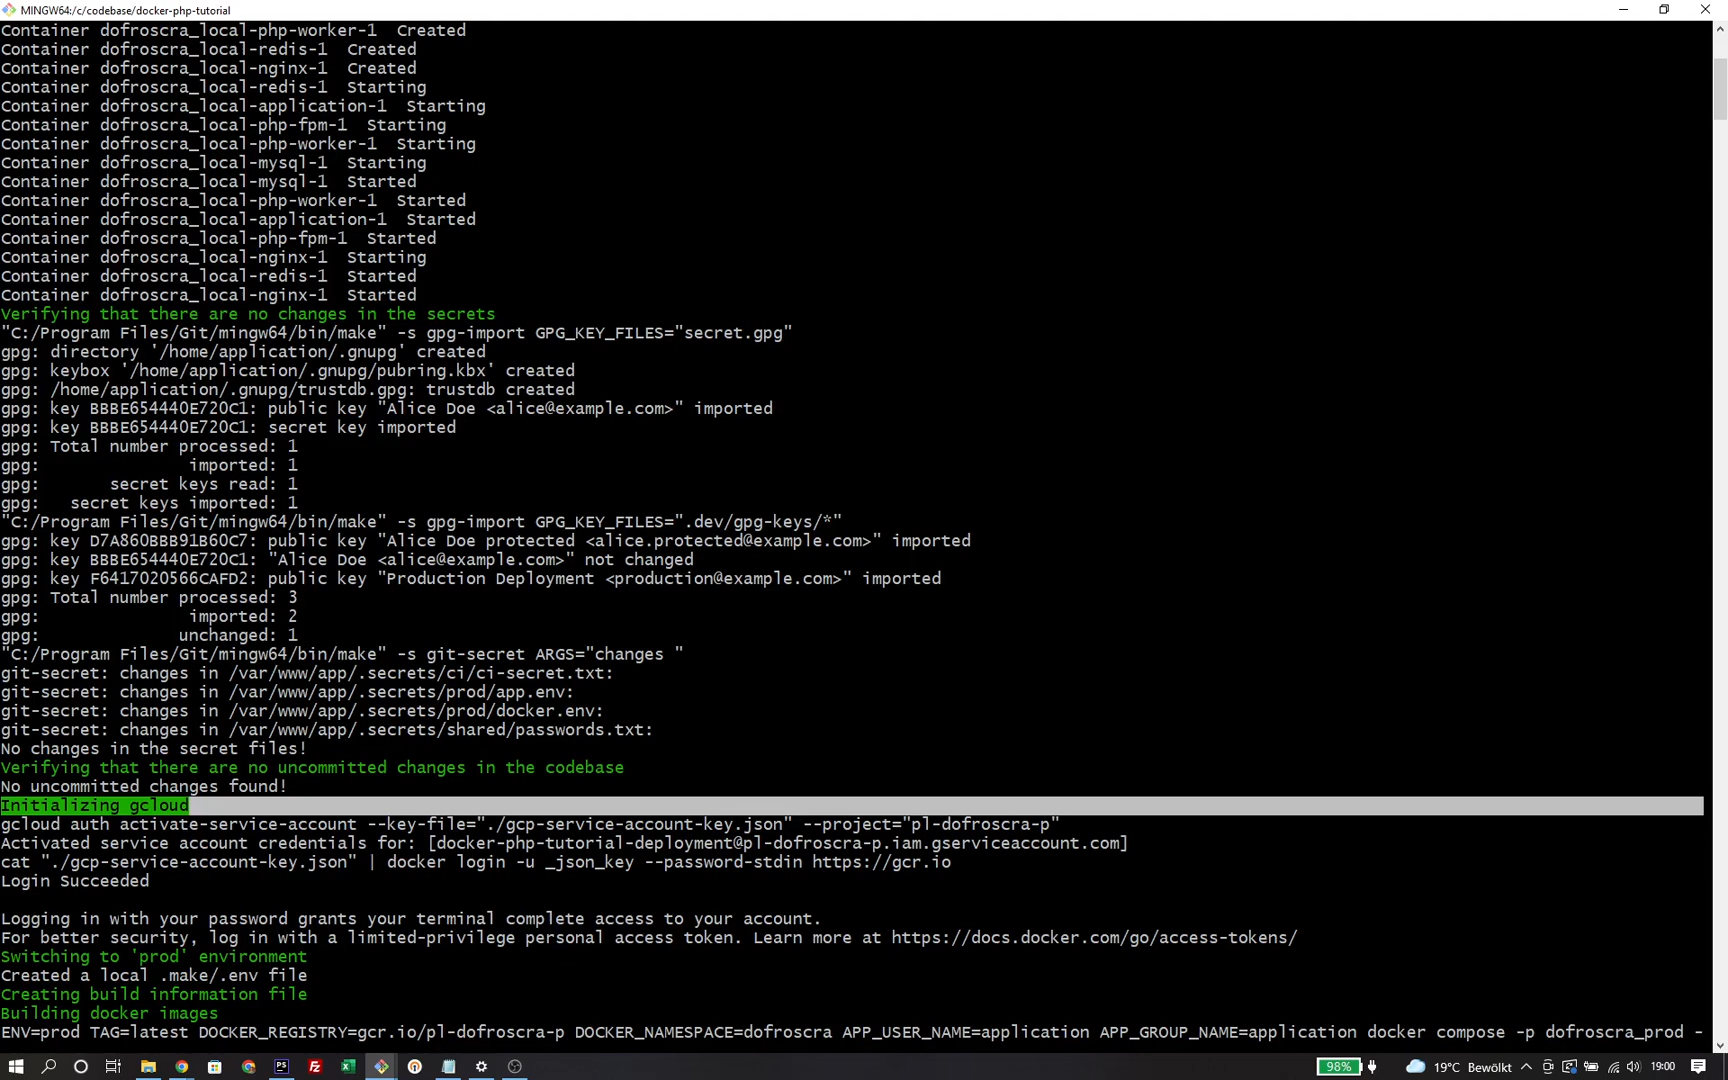 MINGW64:/c/codebase/docker-php-tutorial
Container dofroscra_local-php-worker-1  Created
Container dofroscra_local-redis-1  Created
Container dofroscra_local-nginx-1  Created
Container dofroscra_local-redis-1  Starting
Container dofroscra_local-application-1  Starting
Container dofroscra_local-php-fpm-1  Starting
Container dofroscra_local-php-worker-1  Starting
Container dofroscra_local-mysql-1  Starting
Container dofroscra_local-mysql-1  Started
Container dofroscra_local-php-worker-1  Started
Container dofroscra_local-application-1  Started
Container dofroscra_local-php-fpm-1  Started
Container dofroscra_local-nginx-1  Starting
Container dofroscra_local-redis-1  Started
Container dofroscra_local-nginx-1  Started
Verifying that there are no changes in the secrets
"C:/Program Files/Git/mingw64/bin/make" -s gpg-import GPG_KEY_FILES="secret.gpg"
gpg: directory '/home/application/.gnupg' created
gpg: keybox '/home/application/.gnupg/pubring.kbx' created
gpg: /home/application/.gnupg/trustdb.gpg: trustdb created
gpg: key BBBE654440E720C1: public key "Alice Doe <alice@example.com>" imported
gpg: key BBBE654440E720C1: secret key imported
gpg: Total number processed: 1
gpg:               imported: 1
gpg:       secret keys read: 1
gpg:   secret keys imported: 1
"C:/Program Files/Git/mingw64/bin/make" -s gpg-import GPG_KEY_FILES=".dev/gpg-keys/*"
gpg: key D7A860BBB91B60C7: public key "Alice Doe protected <alice.protected@example.com>" imported
gpg: key BBBE654440E720C1: "Alice Doe <alice@example.com>" not changed
gpg: key F6417020566CAFD2: public key "Production Deployment <production@example.com>" imported
gpg: Total number processed: 3
gpg:               imported: 2
gpg:              unchanged: 1
"C:/Program Files/Git/mingw64/bin/make" -s git-secret ARGS="changes "
git-secret: changes in /var/www/app/.secrets/ci/ci-secret.txt:
git-secret: changes in /var/www/app/.secrets/prod/app.env:
git-secret: changes in /var/www/app/.secrets/prod/docker.env:
git-secret: changes in /var/www/app/.secrets/shared/passwords.txt:
No changes in the secret files!
Verifying that there are no uncommitted changes in the codebase
No uncommitted changes found!
Initializing gcloud
gcloud auth activate-service-account --key-file="./gcp-service-account-key.json" --project="pl-dofroscra-p"
Activated service account credentials for: [docker-php-tutorial-deployment@pl-dofroscra-p.iam.gserviceaccount.com]
cat "./gcp-service-account-key.json" | docker login -u _json_key --password-stdin https://gcr.io
Login Succeeded
Logging in with your password grants your terminal complete access to your account.
For better security, log in with a limited-privilege personal access token. Learn more at https://docs.docker.com/go/access-tokens/
Switching to 'prod' environment
Created a local .make/.env file
Creating build information file
Building docker images
ENV=prod TAG=latest DOCKER_REGISTRY=gcr.io/pl-dofroscra-p DOCKER_NAMESPACE=dofroscra APP_USER_NAME=application APP_GROUP_NAME=application docker compose -p dofroscra_prod -
98% 19°C Bewölkt 19:00